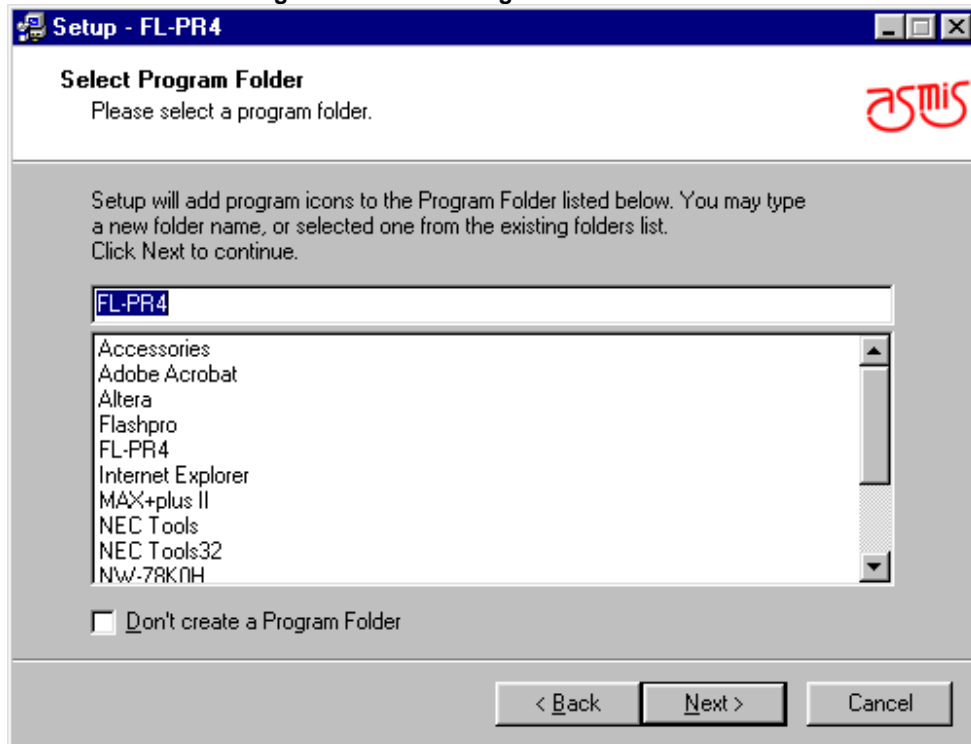 Setup - FL-PR4
Select Program Folder
Please select a program folder.
asmis
Setup will add program icons to the Program Folder listed below. You may type
a new folder name, or selected one from the existing folders list.
Click Next to continue.
FL-PR4
Accessories
Adobe Acrobat
Altera
Flashpro
FL-PR4
Internet Explorer
MAX+plus II
NEC Tools
NEC Tools32
NW-78K0H
Don't create a Program Folder
< Back Next > Cancel